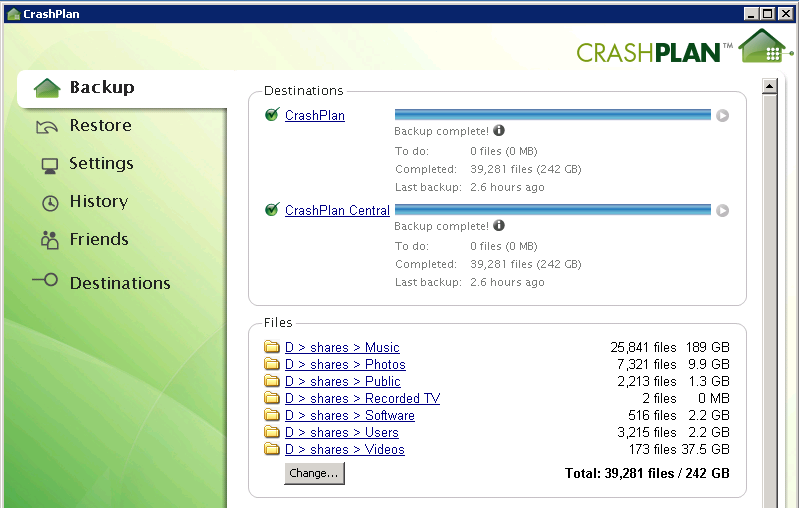 CrashPlan
CRASHPLAN™
Backup
Restore
Settings
History
Friends
Destinations
Destinations
CrashPlan
Backup complete!
To do: 0 files (0 MB)
Completed: 39,281 files (242 GB)
Last backup: 2.6 hours ago
CrashPlan Central
Backup complete!
To do: 0 files (0 MB)
Completed: 39,281 files (242 GB)
Last backup: 2.6 hours ago
Files
D > shares > Music 25,841 files 189 GB
D > shares > Photos 7,321 files 9.9 GB
D > shares > Public 2,213 files 1.3 GB
D > shares > Recorded TV 2 files 0 MB
D > shares > Software 516 files 2.2 GB
D > shares > Users 3,215 files 2.2 GB
D > shares > Videos 173 files 37.5 GB
Change... Total: 39,281 files / 242 GB